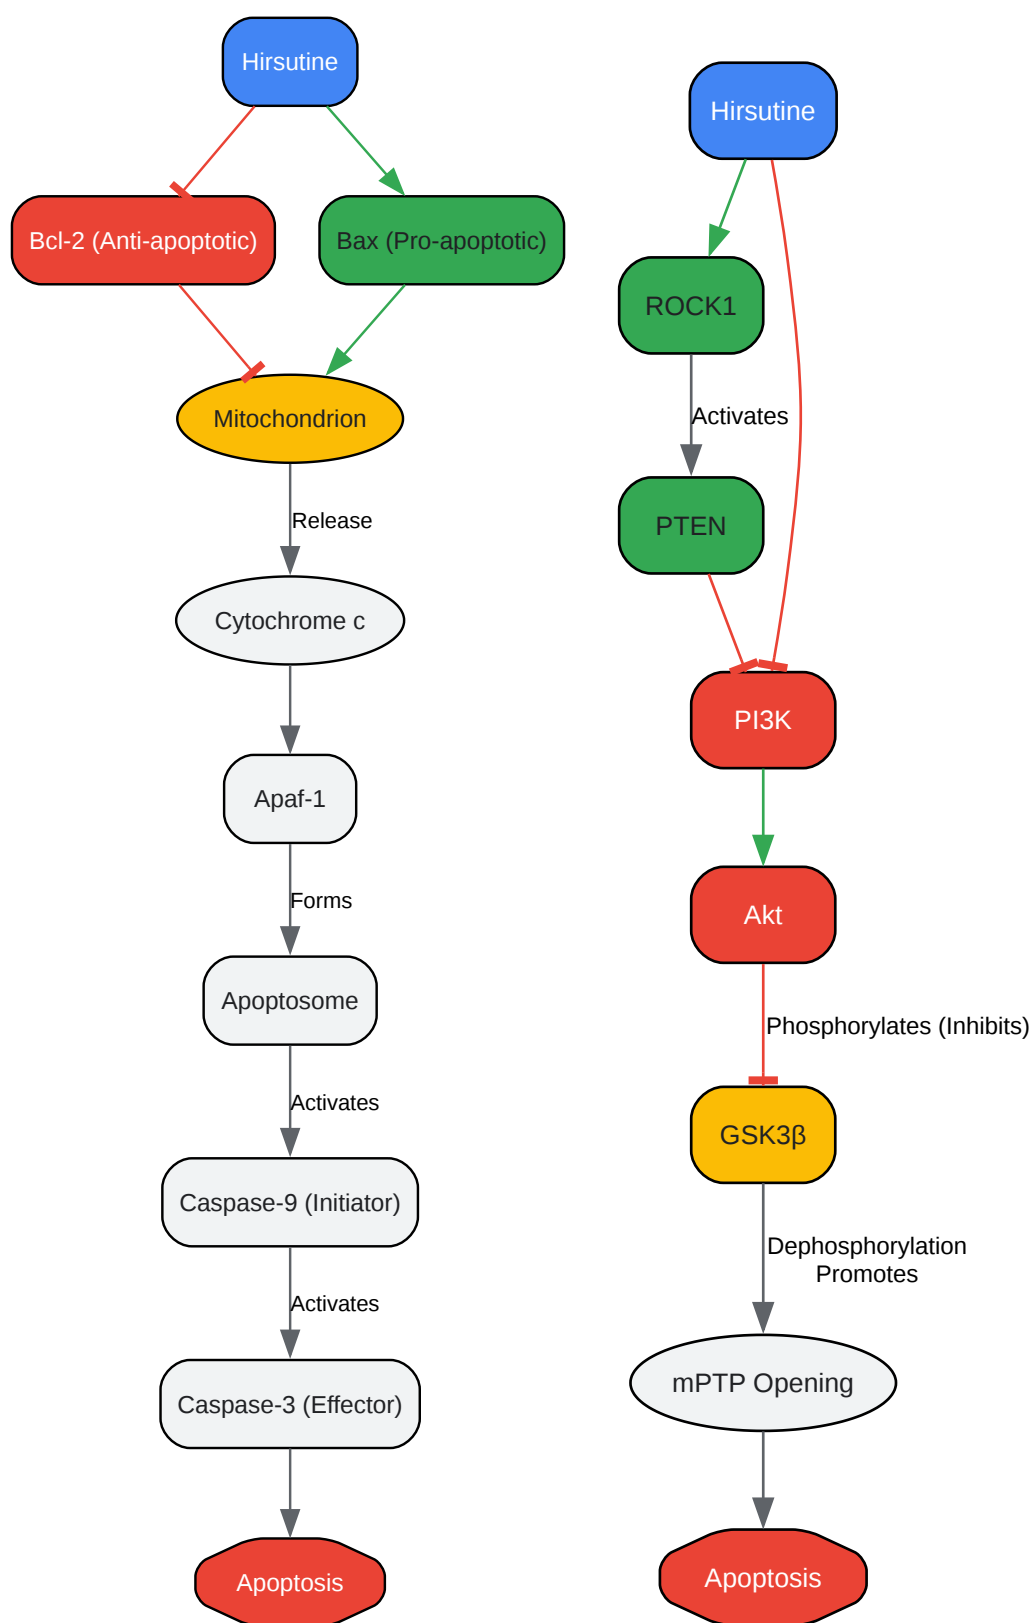 Hirsutine
Bcl-2 (Anti-apoptotic)
Bax (Pro-apoptotic)
Mitochondrion
Release
Cytochrome c
Apaf-1
Forms
Apoptosome
Activates
Caspase-9 (Initiator)
Activates
Caspase-3 (Effector)
Apoptosis
Hirsutine
ROCK1
Activates
PTEN
PI3K
Akt
Phosphorylates (Inhibits)
GSK3β
Dephosphorylation
Promotes
mPTP Opening
Apoptosis